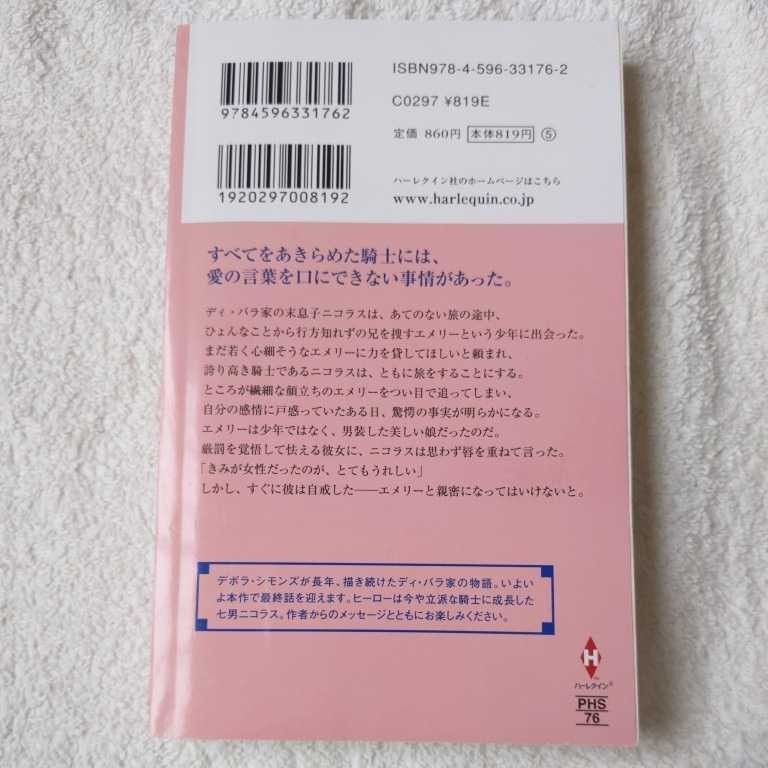 ISBN978-4-596-33176-2
9784596331762
C0297 ¥819E
定価 860円 本体819円 ⑤
1920297008192
ハーレクイン社のホームページはこちら
www.harlequin.co.jp
すべてをあきらめた騎士には、
愛の言葉を口にできない事情があった。
ディ・バラ家の末息子ニコラスは、あてのない旅の途中、
ひょんなことから行方知れずの兄を捜すエメリーという少年に出会った。
まだ若く心細そうなエメリーに力を貸してほしいと頼まれ、
誇り高き騎士であるニコラスは、ともに旅をすることにする。
ところが繊細な顔立ちのエメリーをつい目で追ってしまい、
自分の感情に戸惑っていたある日、驚愕の事実が明らかになる。
エメリーは少年ではなく、男装した美しい娘だったのだ。
厳罰を覚悟して怯える彼女に、ニコラスは思わず唇を重ねて言った。
「きみが女性だったのが、とてもうれしい」
しかし、すぐに彼は自戒した――エメリーと親密になってはいけないと。
デボラ・シモンズが長年、描き続けたディ・バラ家の物語。いよい
よ本作で最終話を迎えます。ヒーローは今や立派な騎士に成長した
七男ニコラス。作者からのメッセージとともにお楽しみください。
H
TM
ハーレクイン®
PHS
76